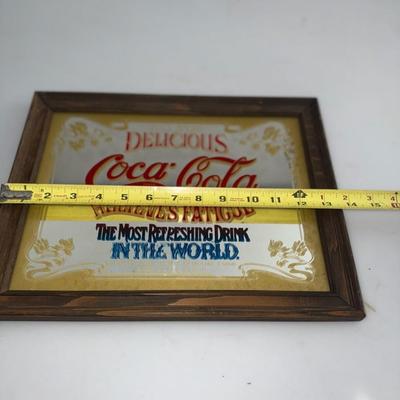 DELICIOUS
Coca-Cola
RELIEVES FATIGUE
THE MOST REFRESHING DRINK
IN THE WORLD.
1 2 3 4 5 6 7 8 9 10 11 12 13 14 15